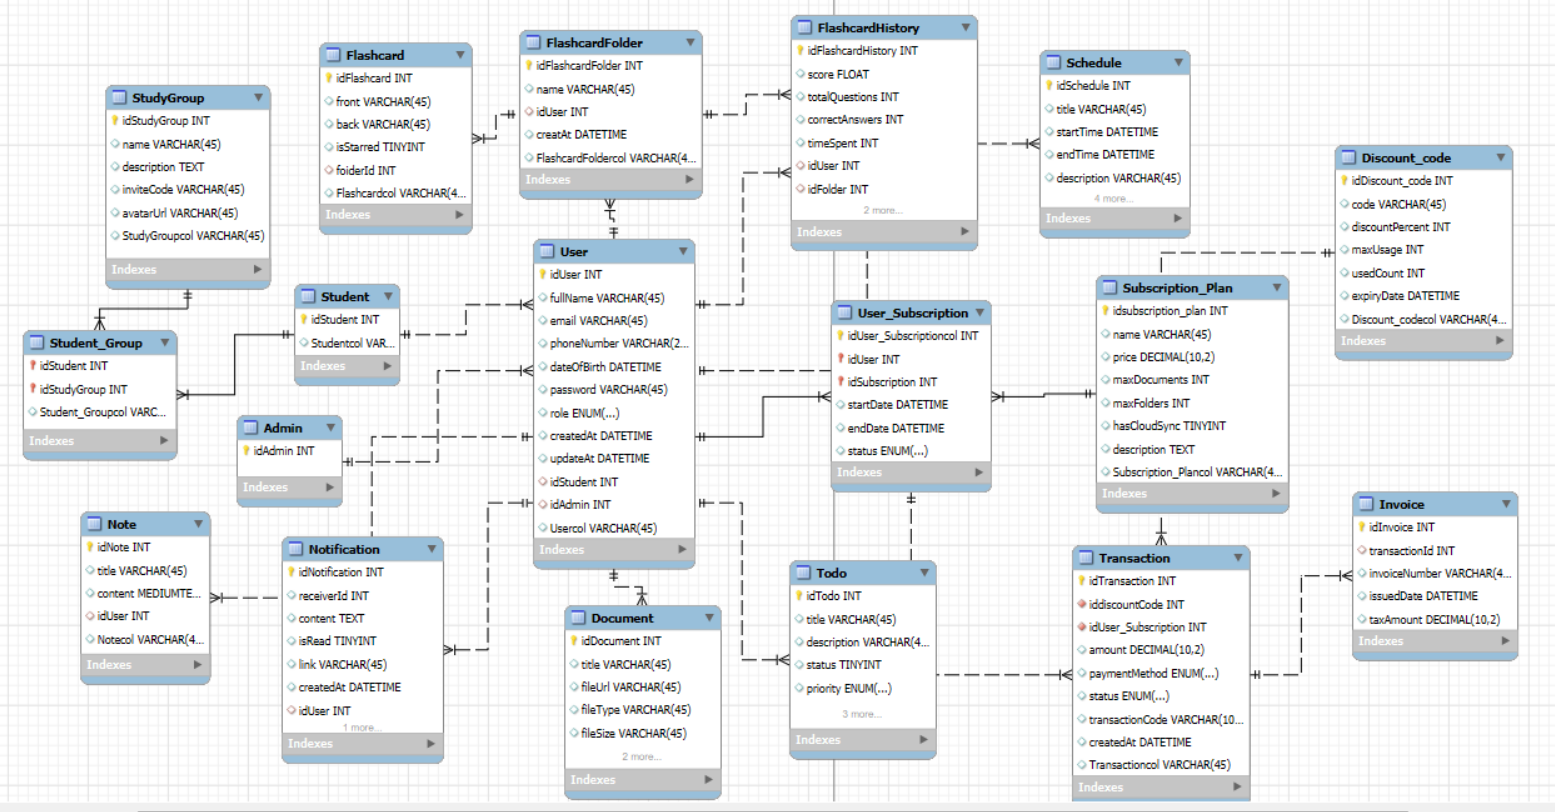 StudyGroup
idStudyGroup INT
name VARCHAR(45)
description TEXT
inviteCode VARCHAR(45)
avatarUrl VARCHAR(45)
StudyGroupcol VARCHAR(45)
Indexes
Flashcard
idFlashcard INT
front VARCHAR(45)
back VARCHAR(45)
isStarred TINYINT
foiderId INT
Flashcardcol VARCHAR(4...
Indexes
FlashcardFolder
idFlashcardFolder INT
name VARCHAR(45)
idUser INT
creatAt DATETIME
FlashcardFoldercol VARCHAR(4...
Indexes
FlashcardHistory
idFlashcardHistory INT
score FLOAT
totalQuestions INT
correctAnswers INT
timeSpent INT
idUser INT
idFolder INT
2 more...
Indexes
Schedule
idSchedule INT
title VARCHAR(45)
startTime DATETIME
endTime DATETIME
description VARCHAR(45)
4 more...
Indexes
Discount_code
idDiscount_code INT
code VARCHAR(45)
discountPercent INT
maxUsage INT
usedCount INT
expiryDate DATETIME
Discount_codecol VARCHAR(4...
Indexes
Student_Group
idStudent INT
idStudyGroup INT
Student_Groupcol VARC...
Indexes
Student
idStudent INT
Studentcol VAR...
Indexes
Admin
idAdmin INT
Indexes
User
idUser INT
fullName VARCHAR(45)
email VARCHAR(45)
phoneNumber VARCHAR(2...
dateOfBirth DATETIME
password VARCHAR(45)
role ENUM(...)
createdAt DATETIME
updateAt DATETIME
idStudent INT
idAdmin INT
Usercol VARCHAR(45)
Indexes
User_Subscription
idUser_Subscriptioncol INT
idUser INT
idSubscription INT
startDate DATETIME
endDate DATETIME
status ENUM(...)
Indexes
Subscription_Plan
idsubscription_plan INT
name VARCHAR(45)
price DECIMAL(10,2)
maxDocuments INT
maxFolders INT
hasCloudSync TINYINT
description TEXT
Subscription_Plancol VARCHAR(4...
Indexes
Note
idNote INT
title VARCHAR(45)
content MEDIUMTE...
idUser INT
Notecol VARCHAR(4...
Indexes
Notification
idNotification INT
receiverId INT
content TEXT
isRead TINYINT
link VARCHAR(45)
createdAt DATETIME
idUser INT
1 more...
Indexes
Document
idDocument INT
title VARCHAR(45)
fileUrl VARCHAR(45)
fileType VARCHAR(45)
fileSize VARCHAR(45)
2 more...
Indexes
Todo
idTodo INT
title VARCHAR(45)
description VARCHAR(4...
status TINYINT
priority ENUM(...)
3 more...
Indexes
Transaction
idTransaction INT
iddiscountCode INT
idUser_Subscription INT
amount DECIMAL(10,2)
paymentMethod ENUM(...)
status ENUM(...)
transactionCode VARCHAR(10...
createdAt DATETIME
Transactioncol VARCHAR(45)
Indexes
Invoice
idInvoice INT
transactionId INT
invoiceNumber VARCHAR(4...
issuedDate DATETIME
taxAmount DECIMAL(10,2)
Indexes